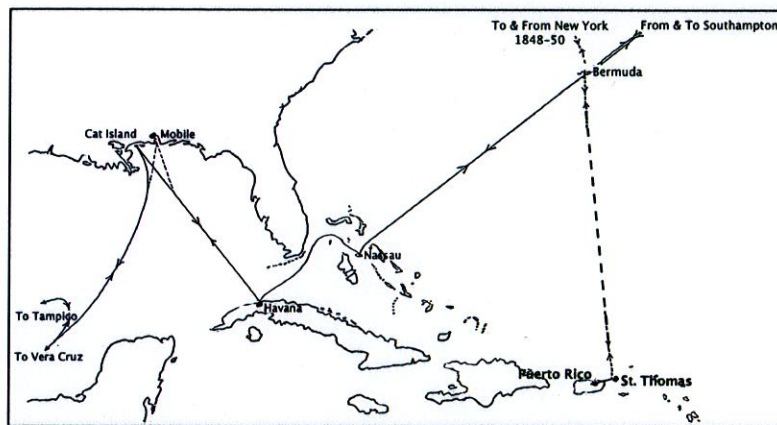 To & From New York
1848-50
From & To Southampton
Bermuda
Cat Island
Mobile
Nassau
Havana
To Tampico
To Vera Cruz
Puerto Rico
St. Thomas